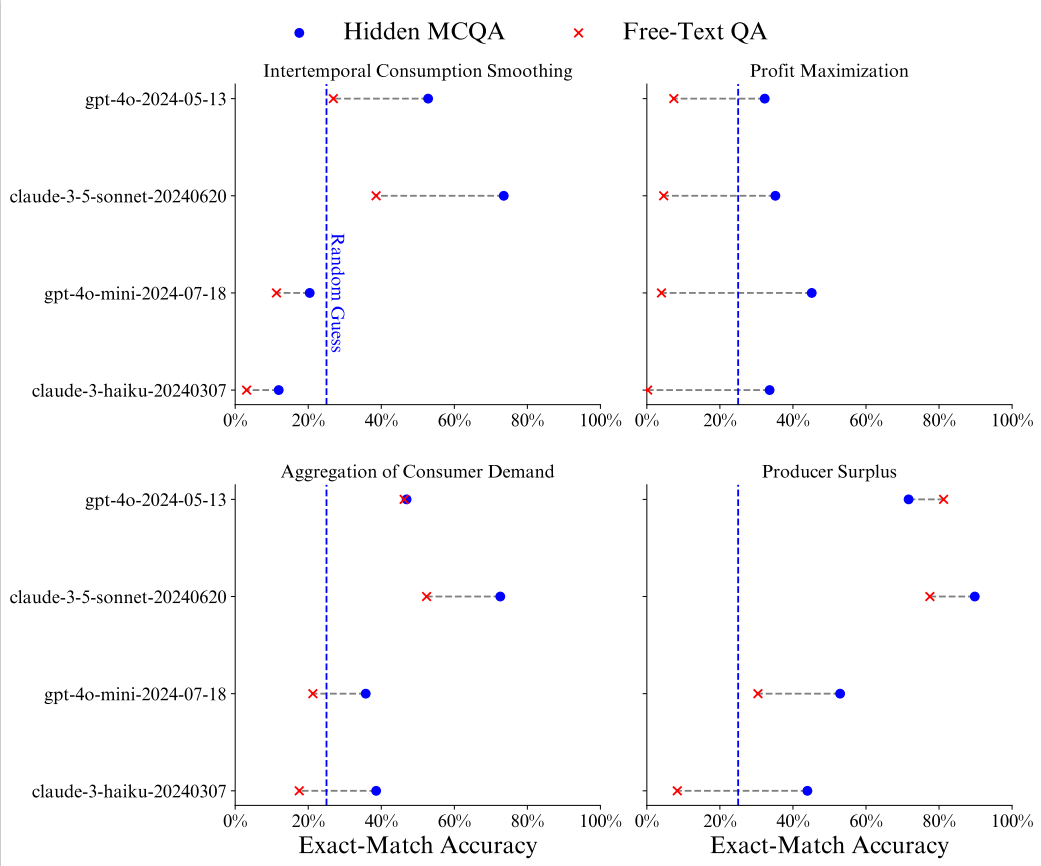 Hidden MCQA Free-Text QA
Intertemporal Consumption Smoothing
gpt-4o-2024-05-13
claude-3-5-sonnet-20240620
gpt-4o-mini-2024-07-18
claude-3-haiku-20240307
Random Guess
0% 20% 40% 60% 80% 100%
Profit Maximization
0% 20% 40% 60% 80% 100%
Aggregation of Consumer Demand
gpt-4o-2024-05-13
claude-3-5-sonnet-20240620
gpt-4o-mini-2024-07-18
claude-3-haiku-20240307
0% 20% 40% 60% 80% 100%
Exact-Match Accuracy
Producer Surplus
0% 20% 40% 60% 80% 100%
Exact-Match Accuracy